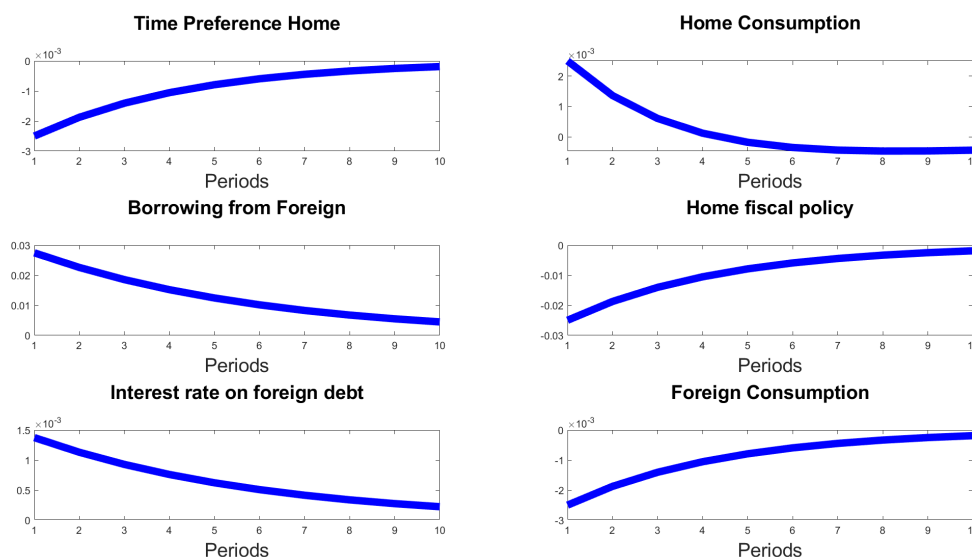 Time Preference Home
×10-3
0
-1
-2
-3
1 2 3 4 5 6 7 8 9 10
Periods
Home Consumption
×10-3
2
1
0
1 2 3 4 5 6 7 8 9 1
Periods
Borrowing from Foreign
0.03
0.02
0.01
0
1 2 3 4 5 6 7 8 9 10
Periods
Home fiscal policy
0
-0.01
-0.02
-0.03
1 2 3 4 5 6 7 8 9 1
Periods
Interest rate on foreign debt
×10-3
1.5
1
0.5
0
1 2 3 4 5 6 7 8 9 10
Periods
Foreign Consumption
×10-3
0
-1
-2
-3
1 2 3 4 5 6 7 8 9 1
Periods